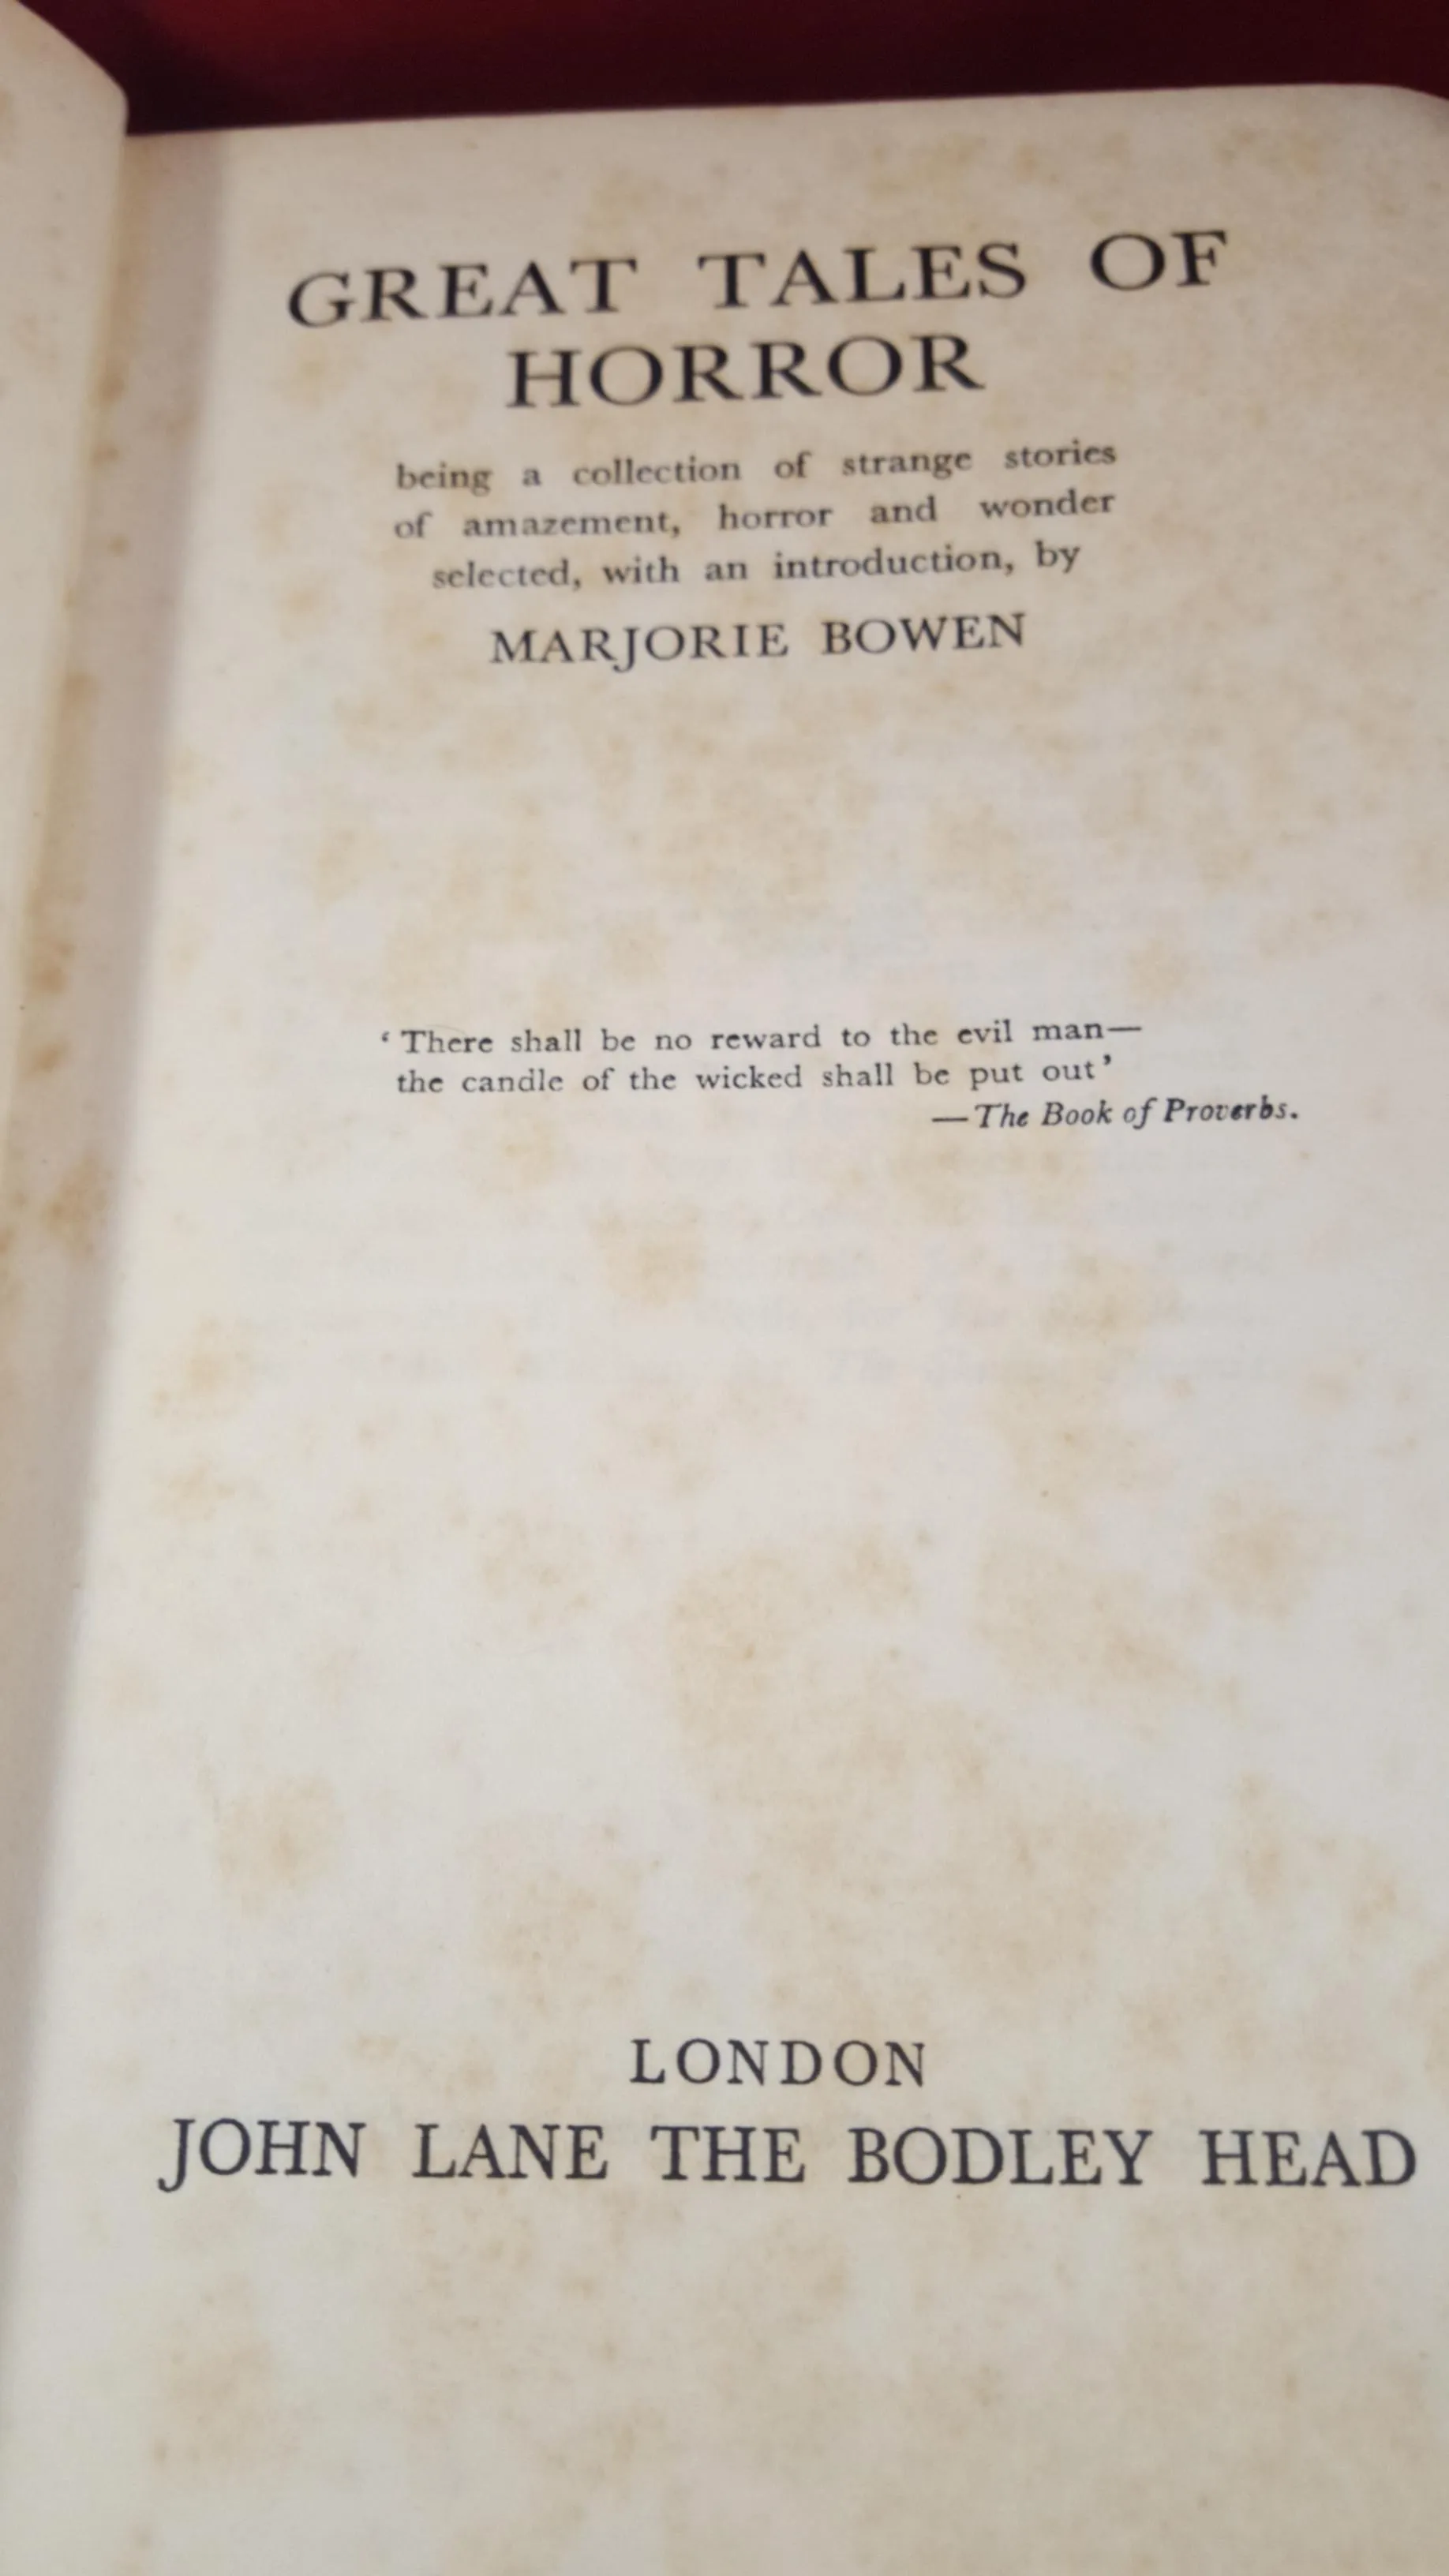 GREAT TALES OF
HORROR
being a collection of strange stories
of amazement, horror and wonder
selected, with an introduction, by
MARJORIE BOWEN
‘ There shall be no reward to the evil man—
the candle of the wicked shall be put out’
—The Book of Proverbs.
LONDON
JOHN LANE THE BODLEY HEAD